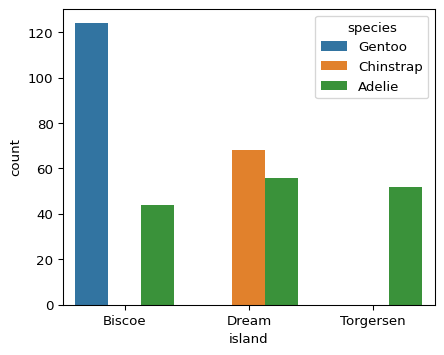 species
Gentoo
Chinstrap
Adelie
count
120
100
80
60
40
20
0
Biscoe Dream Torgersen
island